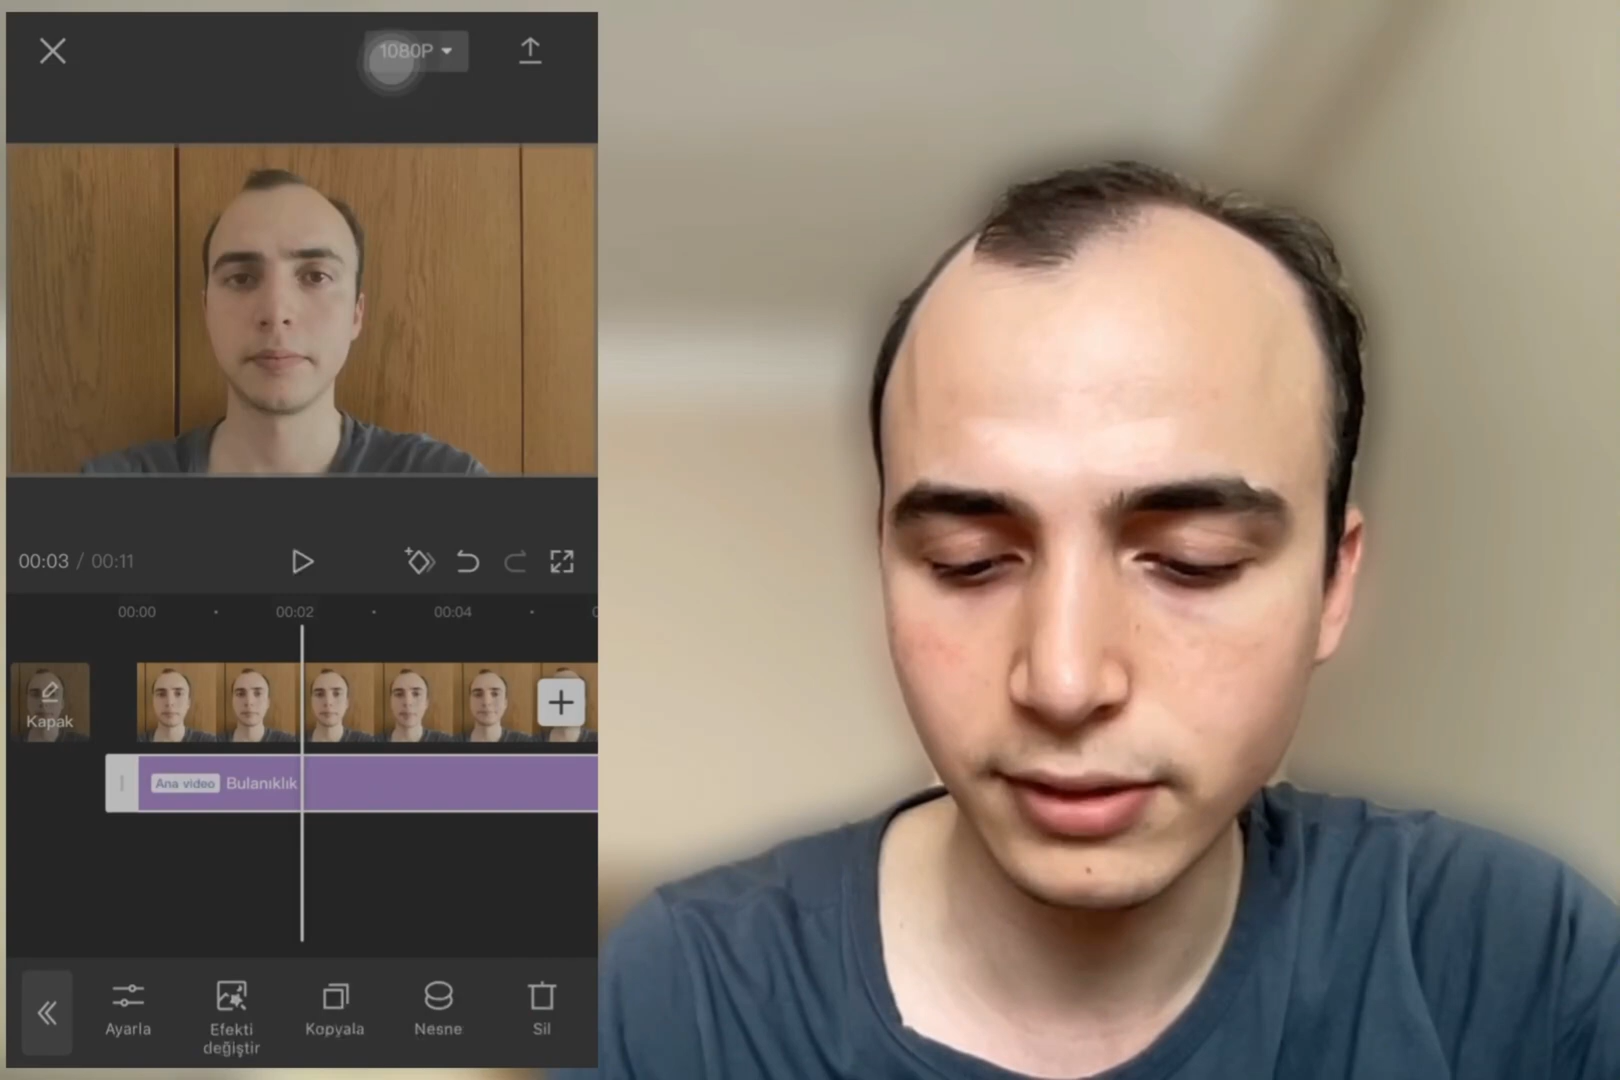 1080P
00:03 / 00:11
00:00 00:02 00:04
Kapak
Ana video Bulanıklık
Ayarla
Efekti
değiştir
Kopyala
Nesne
Sil